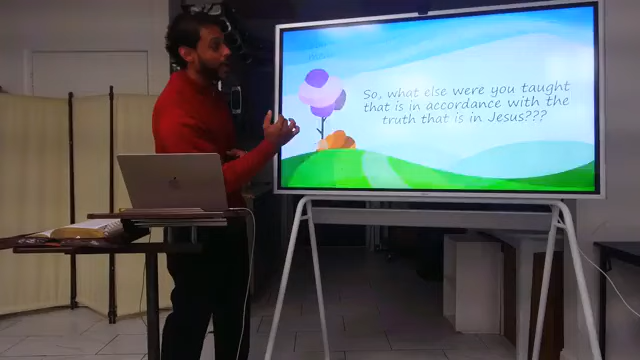 So, what else were you taught
that is in accordance with the
truth that is in Jesus???